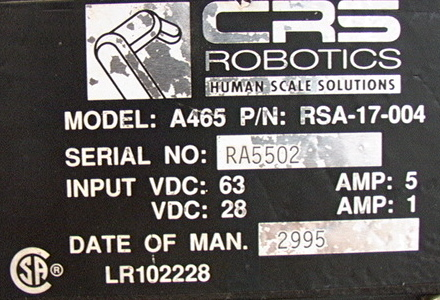 CRS
ROBOTICS
HUMAN SCALE SOLUTIONS
MODEL: A465 P/N: RSA-17-004
SERIAL NO: RA5502
INPUT VDC: 63 AMP: 5
VDC: 28 AMP: 1
DATE OF MAN. 2995
SA® LR102228